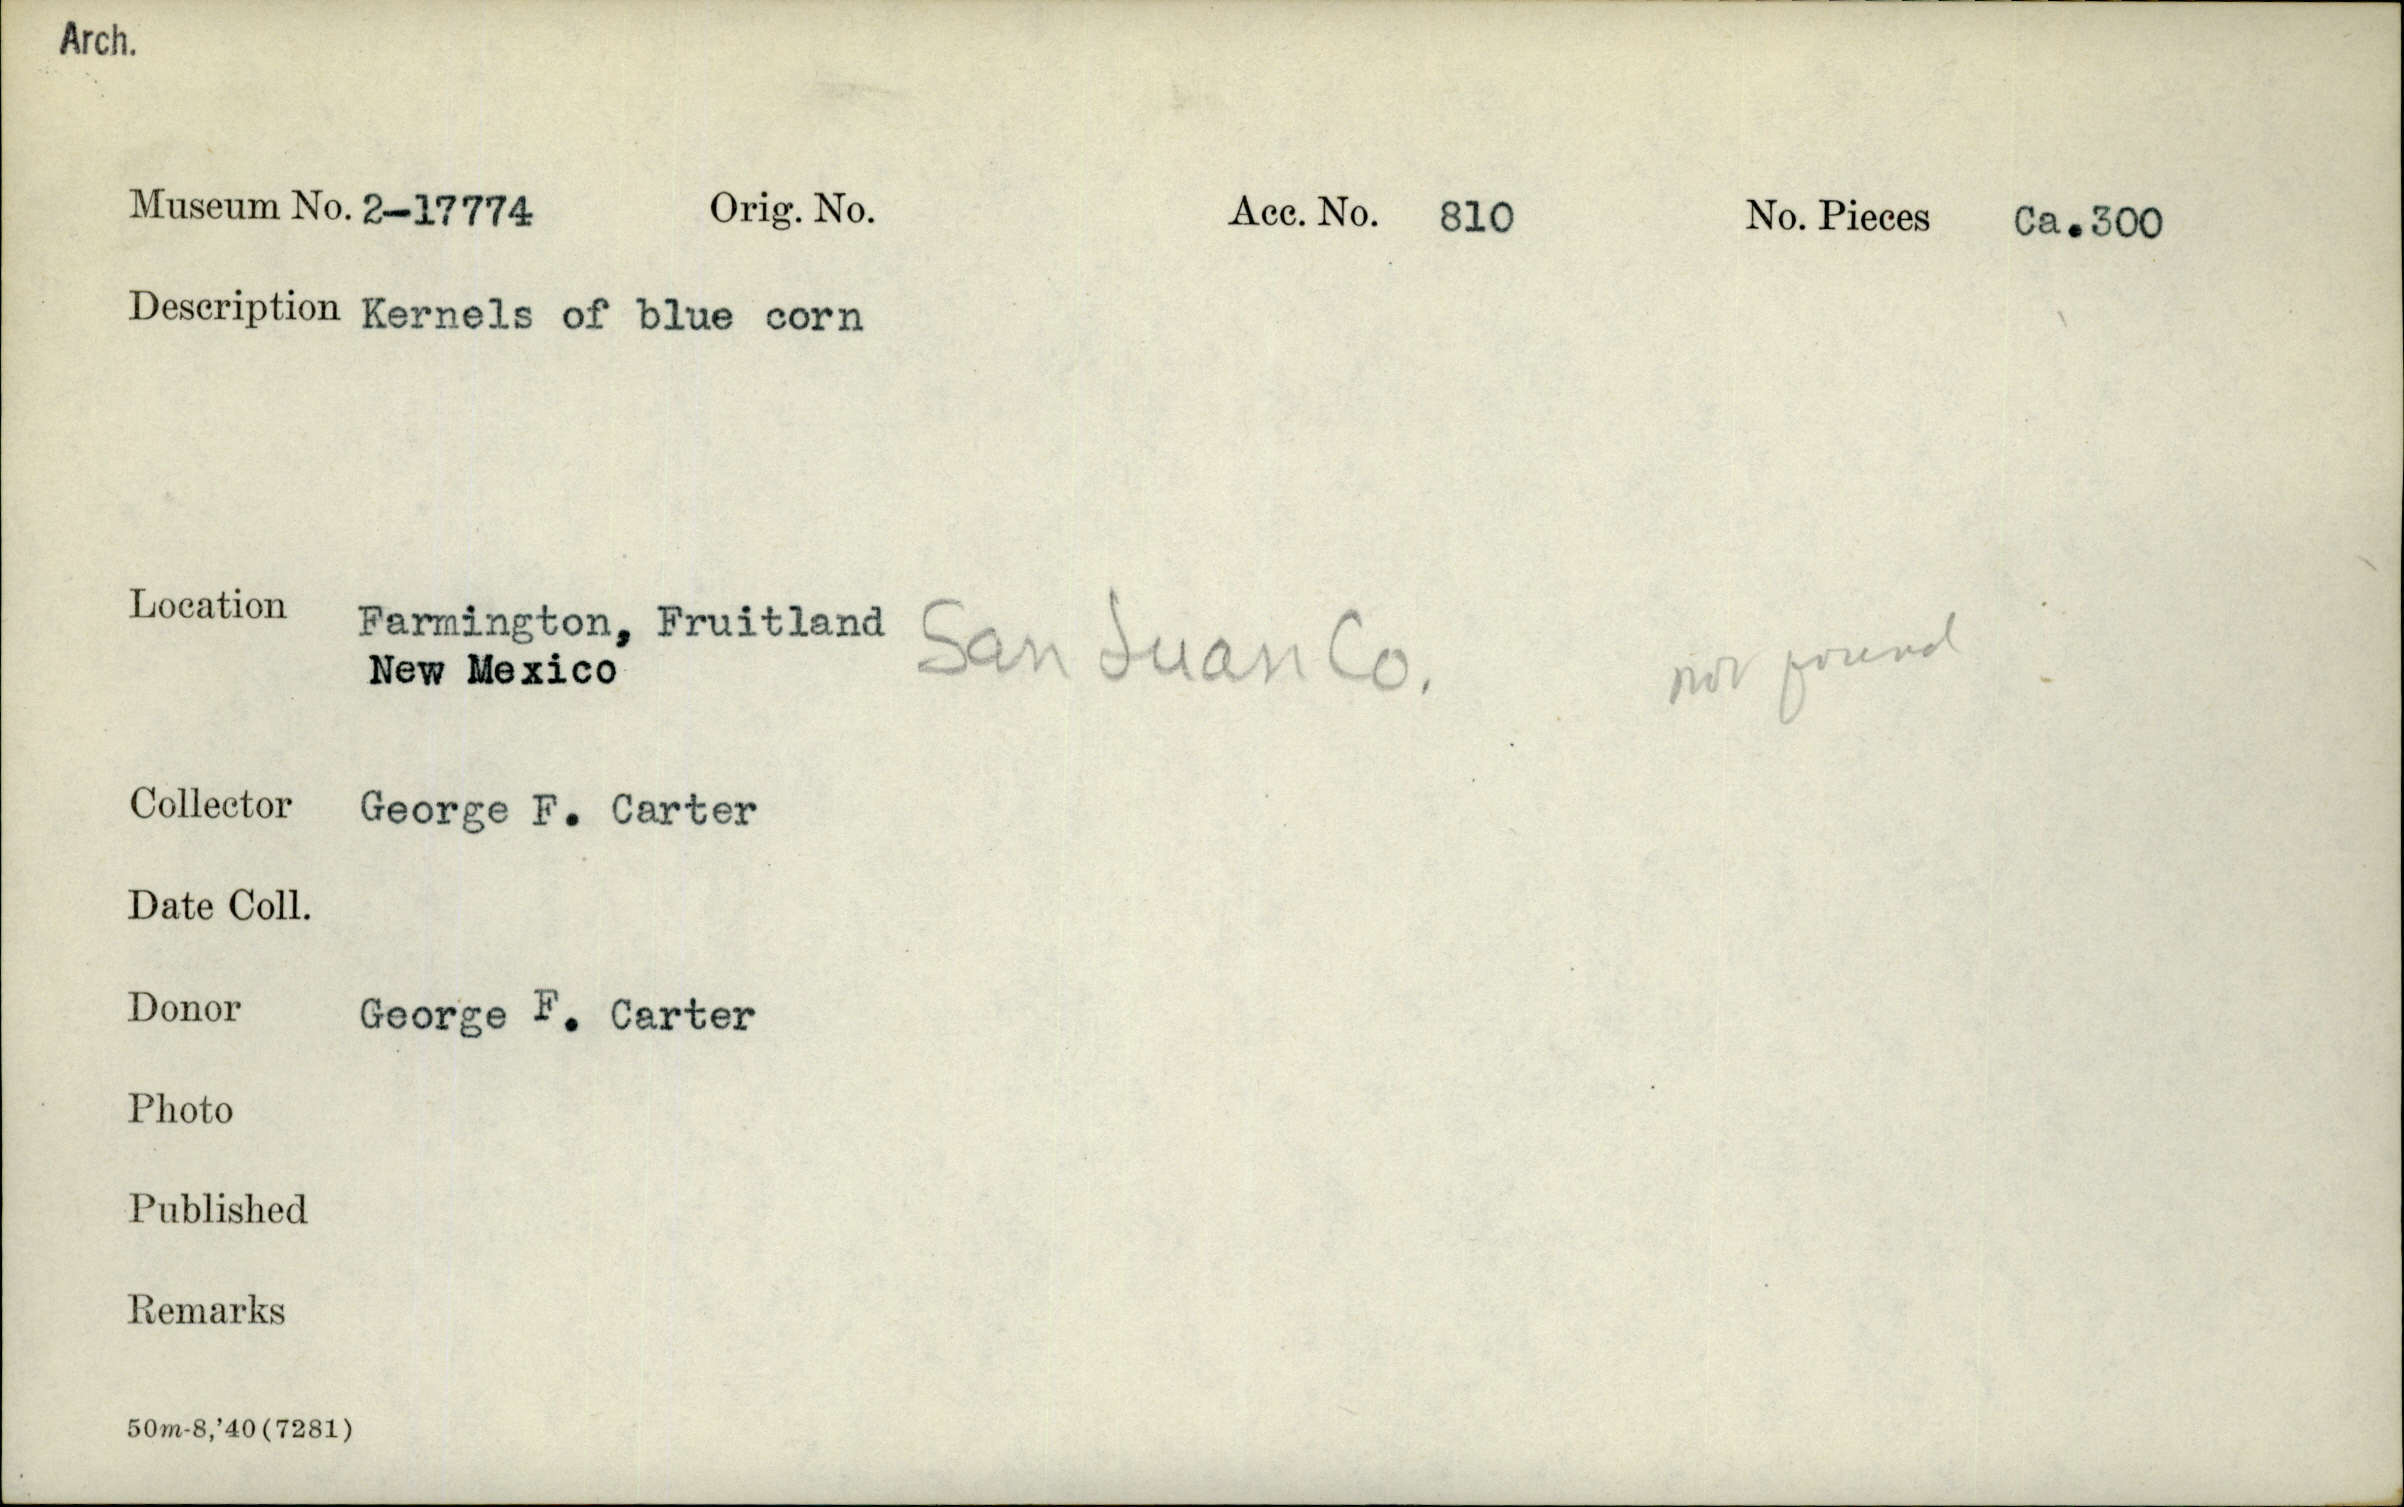 Arch.
Museum No. 2-17774 Orig. No. Acc. No. 810 No. Pieces Ca.300
Description Kernels of blue corn
Location Farmington, Fruitland San Juan Co. not found
New Mexico
Collector George F. Carter
Date Coll.
Donor George F. Carter
Photo
Published
Remarks
50m-8,'40(7281)